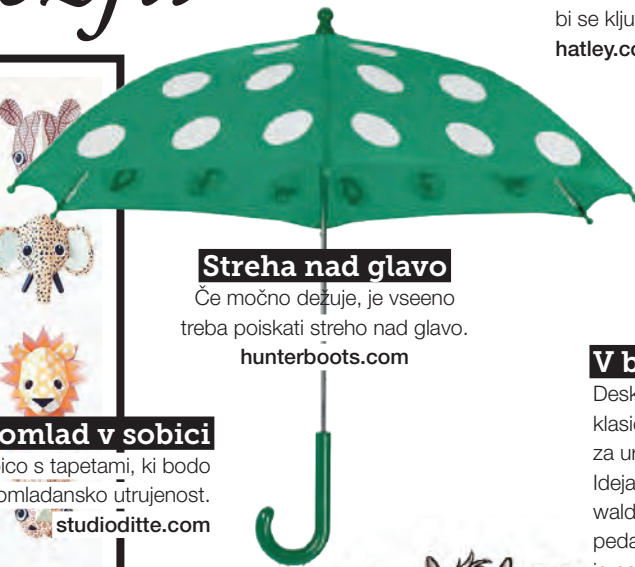 bi se klju
hatley.co
Streha nad glavo
Če močno dežuje, je vseeno
treba poiskati streho nad glavo.
hunterboots.com
omlad v sobici
ico s tapetami, ki bodo
omladansko utrujenost.
studioditte.com
V b
Desk
klasic
za ur
Ideja
wald
peda